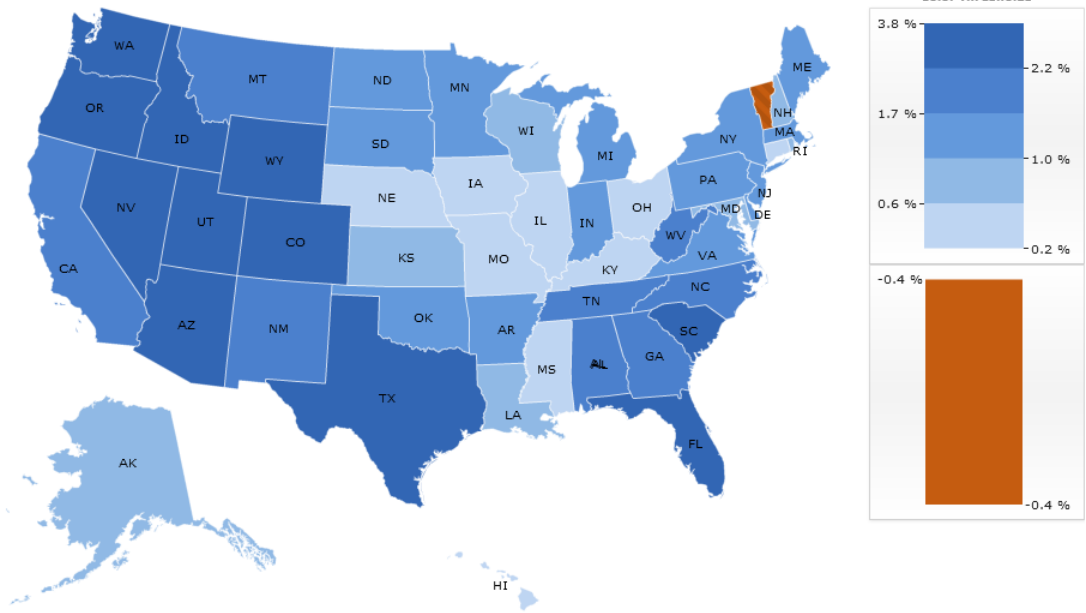 WA
MT
ND
MN
ME
OR
ID
WY
SD
WI
MI
NY
NH
MA
RI
NV
UT
CO
NE
IA
IL
IN
OH
PA
NJ
MD
DE
CA
KS
MO
KY
WV
VA
AZ
NM
OK
AR
TN
NC
SC
TX
LA
MS
AL
GA
FL
AK
HI
3.8 %
2.2 %
1.7 %
1.0 %
0.6 %
0.2 %
-0.4 %
-0.4 %